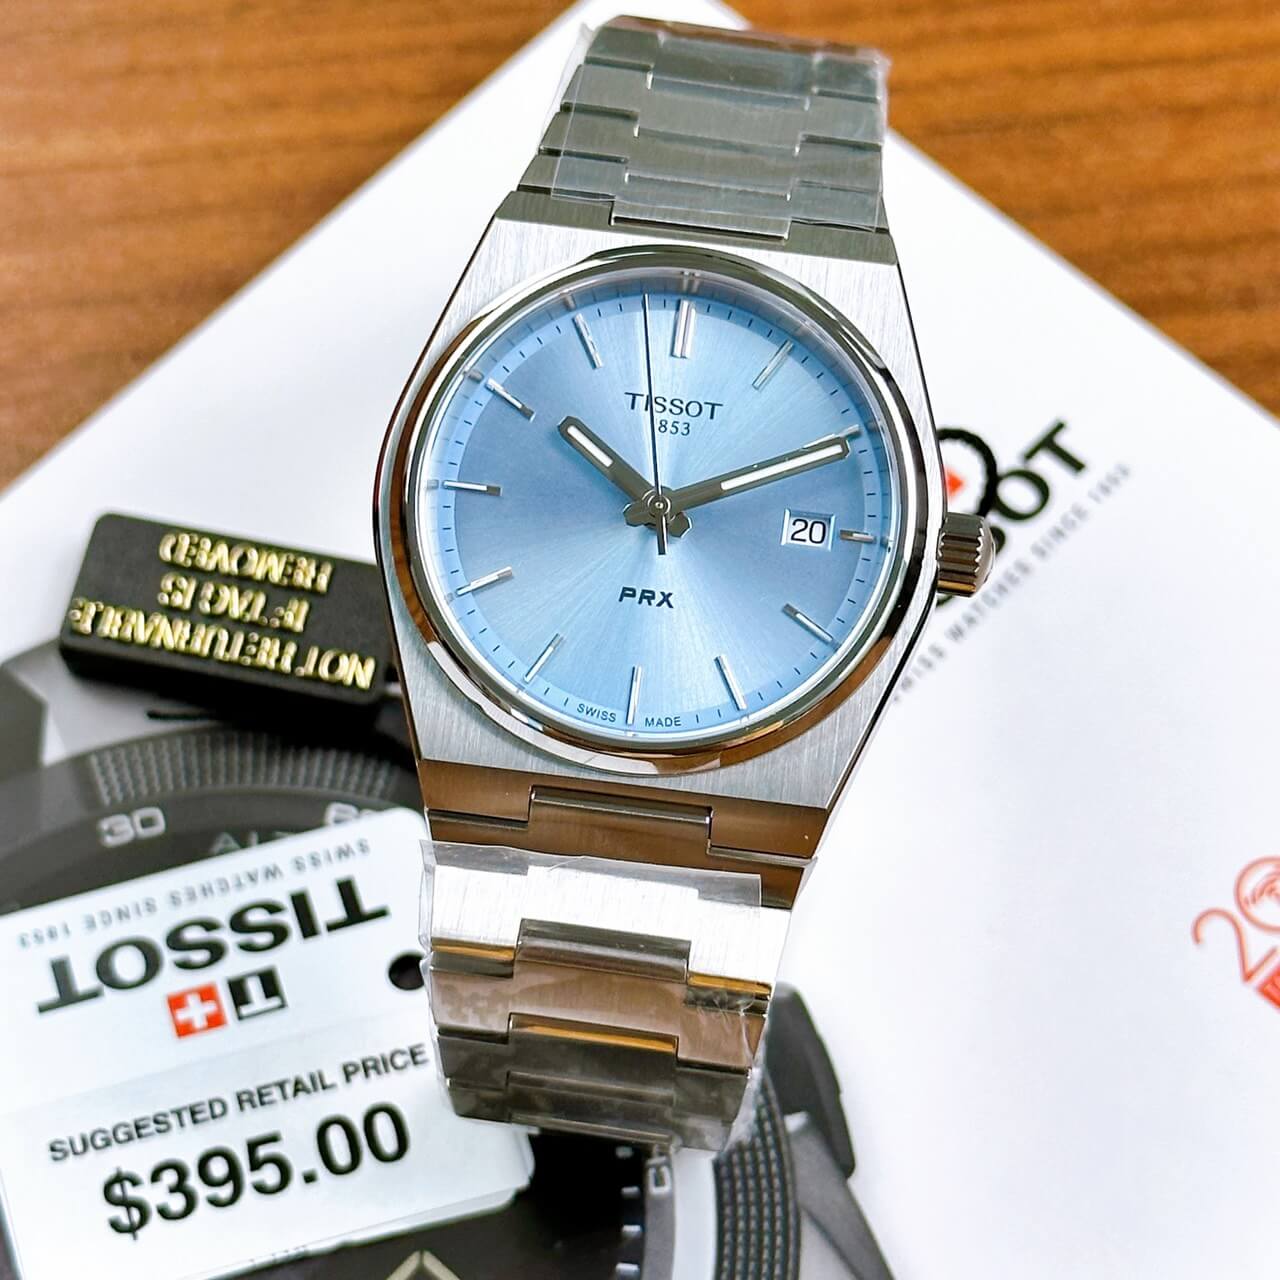 TISSOT
1853
20
PRX
SWISS MADE
NOT RETURNABLE
IF TAG IS
REMOVED
SWISS WATCHES SINCE 1853
30
TISSOT
SWISS WATCHES SINCE 1853
SUGGESTED RETAIL PRICE
$395.00